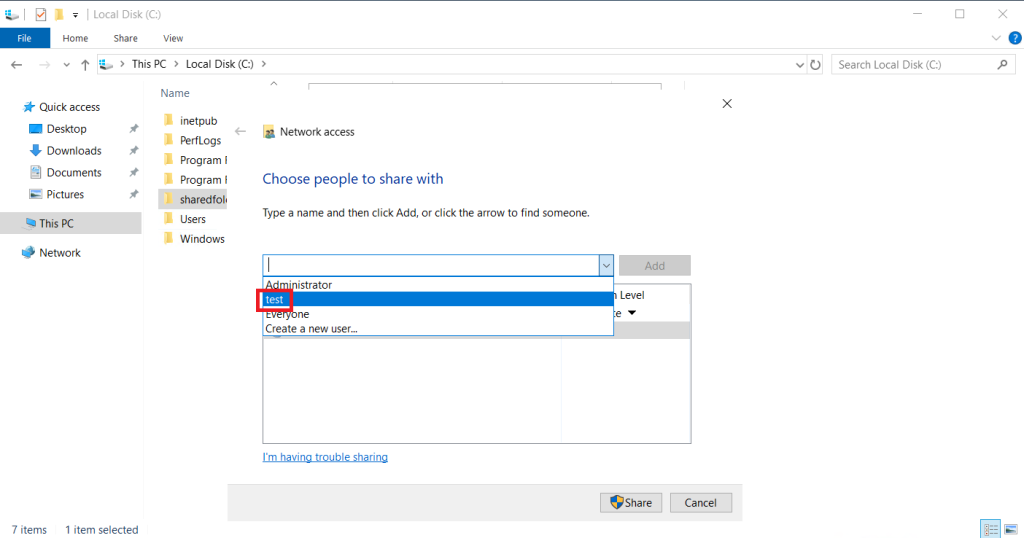 Local Disk (C:)
File Home Share View
This PC Local Disk (C:)
Search Local Disk (C:)
Quick access
Desktop
Downloads
Documents
Pictures
This PC
Network
Name
inetpub
PerfLogs
Program F
Program F
sharedfol
Users
Windows
Network access
Choose people to share with
Type a name and then click Add, or click the arrow to find someone.
Add
Administrator
test
Everyone
Create a new user...
Level
I'm having trouble sharing
Share Cancel
7 items 1 item selected